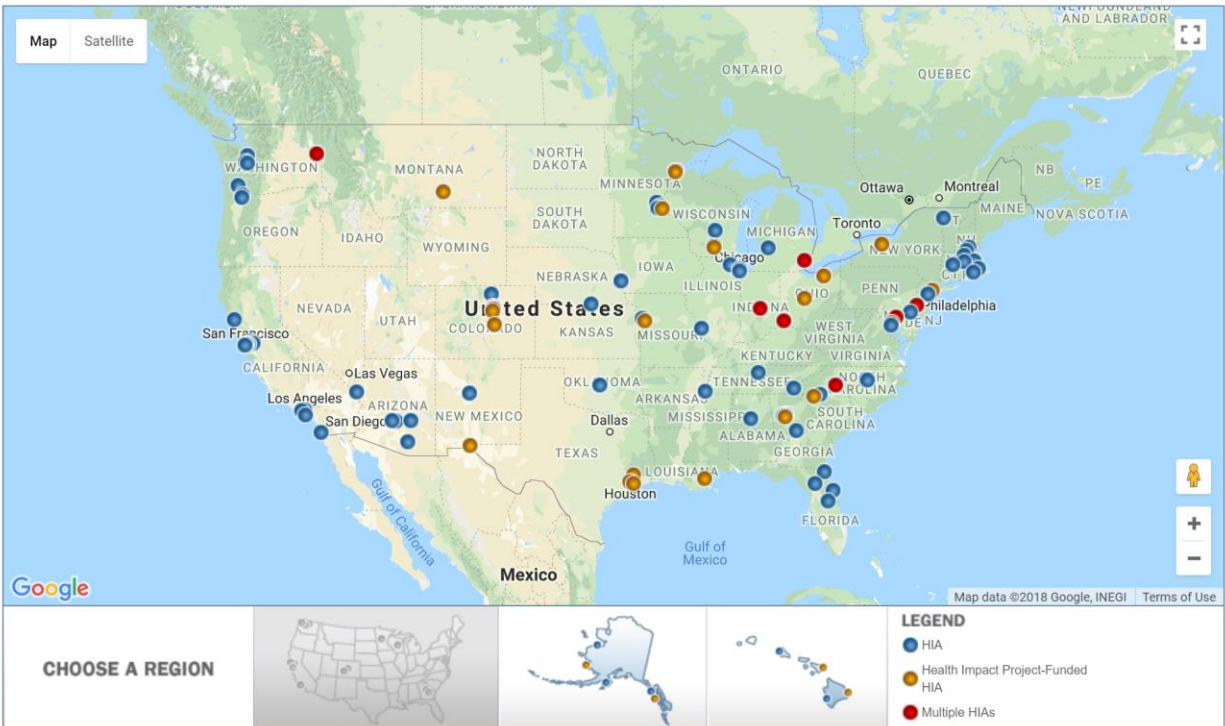 NEWFOUNDLAND
AND LABRADOR
Map
Satellite
ONTARIO
QUEBEC
WASHINGTON
MONTANA
NORTH
DAKOTA
MINNESOTA
NB
PE
Ottawa
Montreal
MAINE
NOVA SCOTIA
OREGON
IDAHO
SOUTH
DAKOTA
WISCONSIN
MICHIGAN
Toronto
NEW YORK
WYOMING
Chicago
NEBRASKA
IOWA
ILLINOIS
INDIANA
OHIO
PENN
United States
Philadelphia
NEVADA
UTAH
COLORADO
KANSAS
MISSOURI
WEST
VIRGINIA
DE
NJ
San Francisco
KENTUCKY
VIRGINIA
CALIFORNIA
Las Vegas
OKLAHOMA
TENNESSEE
NORTH
CAROLINA
Los Angeles
ARIZONA
NEW MEXICO
ARKANSAS
San Diego
Dallas
MISSISSIPPI
SOUTH
CAROLINA
ALABAMA
TEXAS
GEORGIA
LOUISIANA
Houston
Gulf of California
FLORIDA
Gulf of
Mexico
Mexico
Google
Map data ©2018 Google, INEGI
Terms of Use
CHOOSE A REGION
LEGEND
HIA
Health Impact Project-Funded
HIA
Multiple HIAs